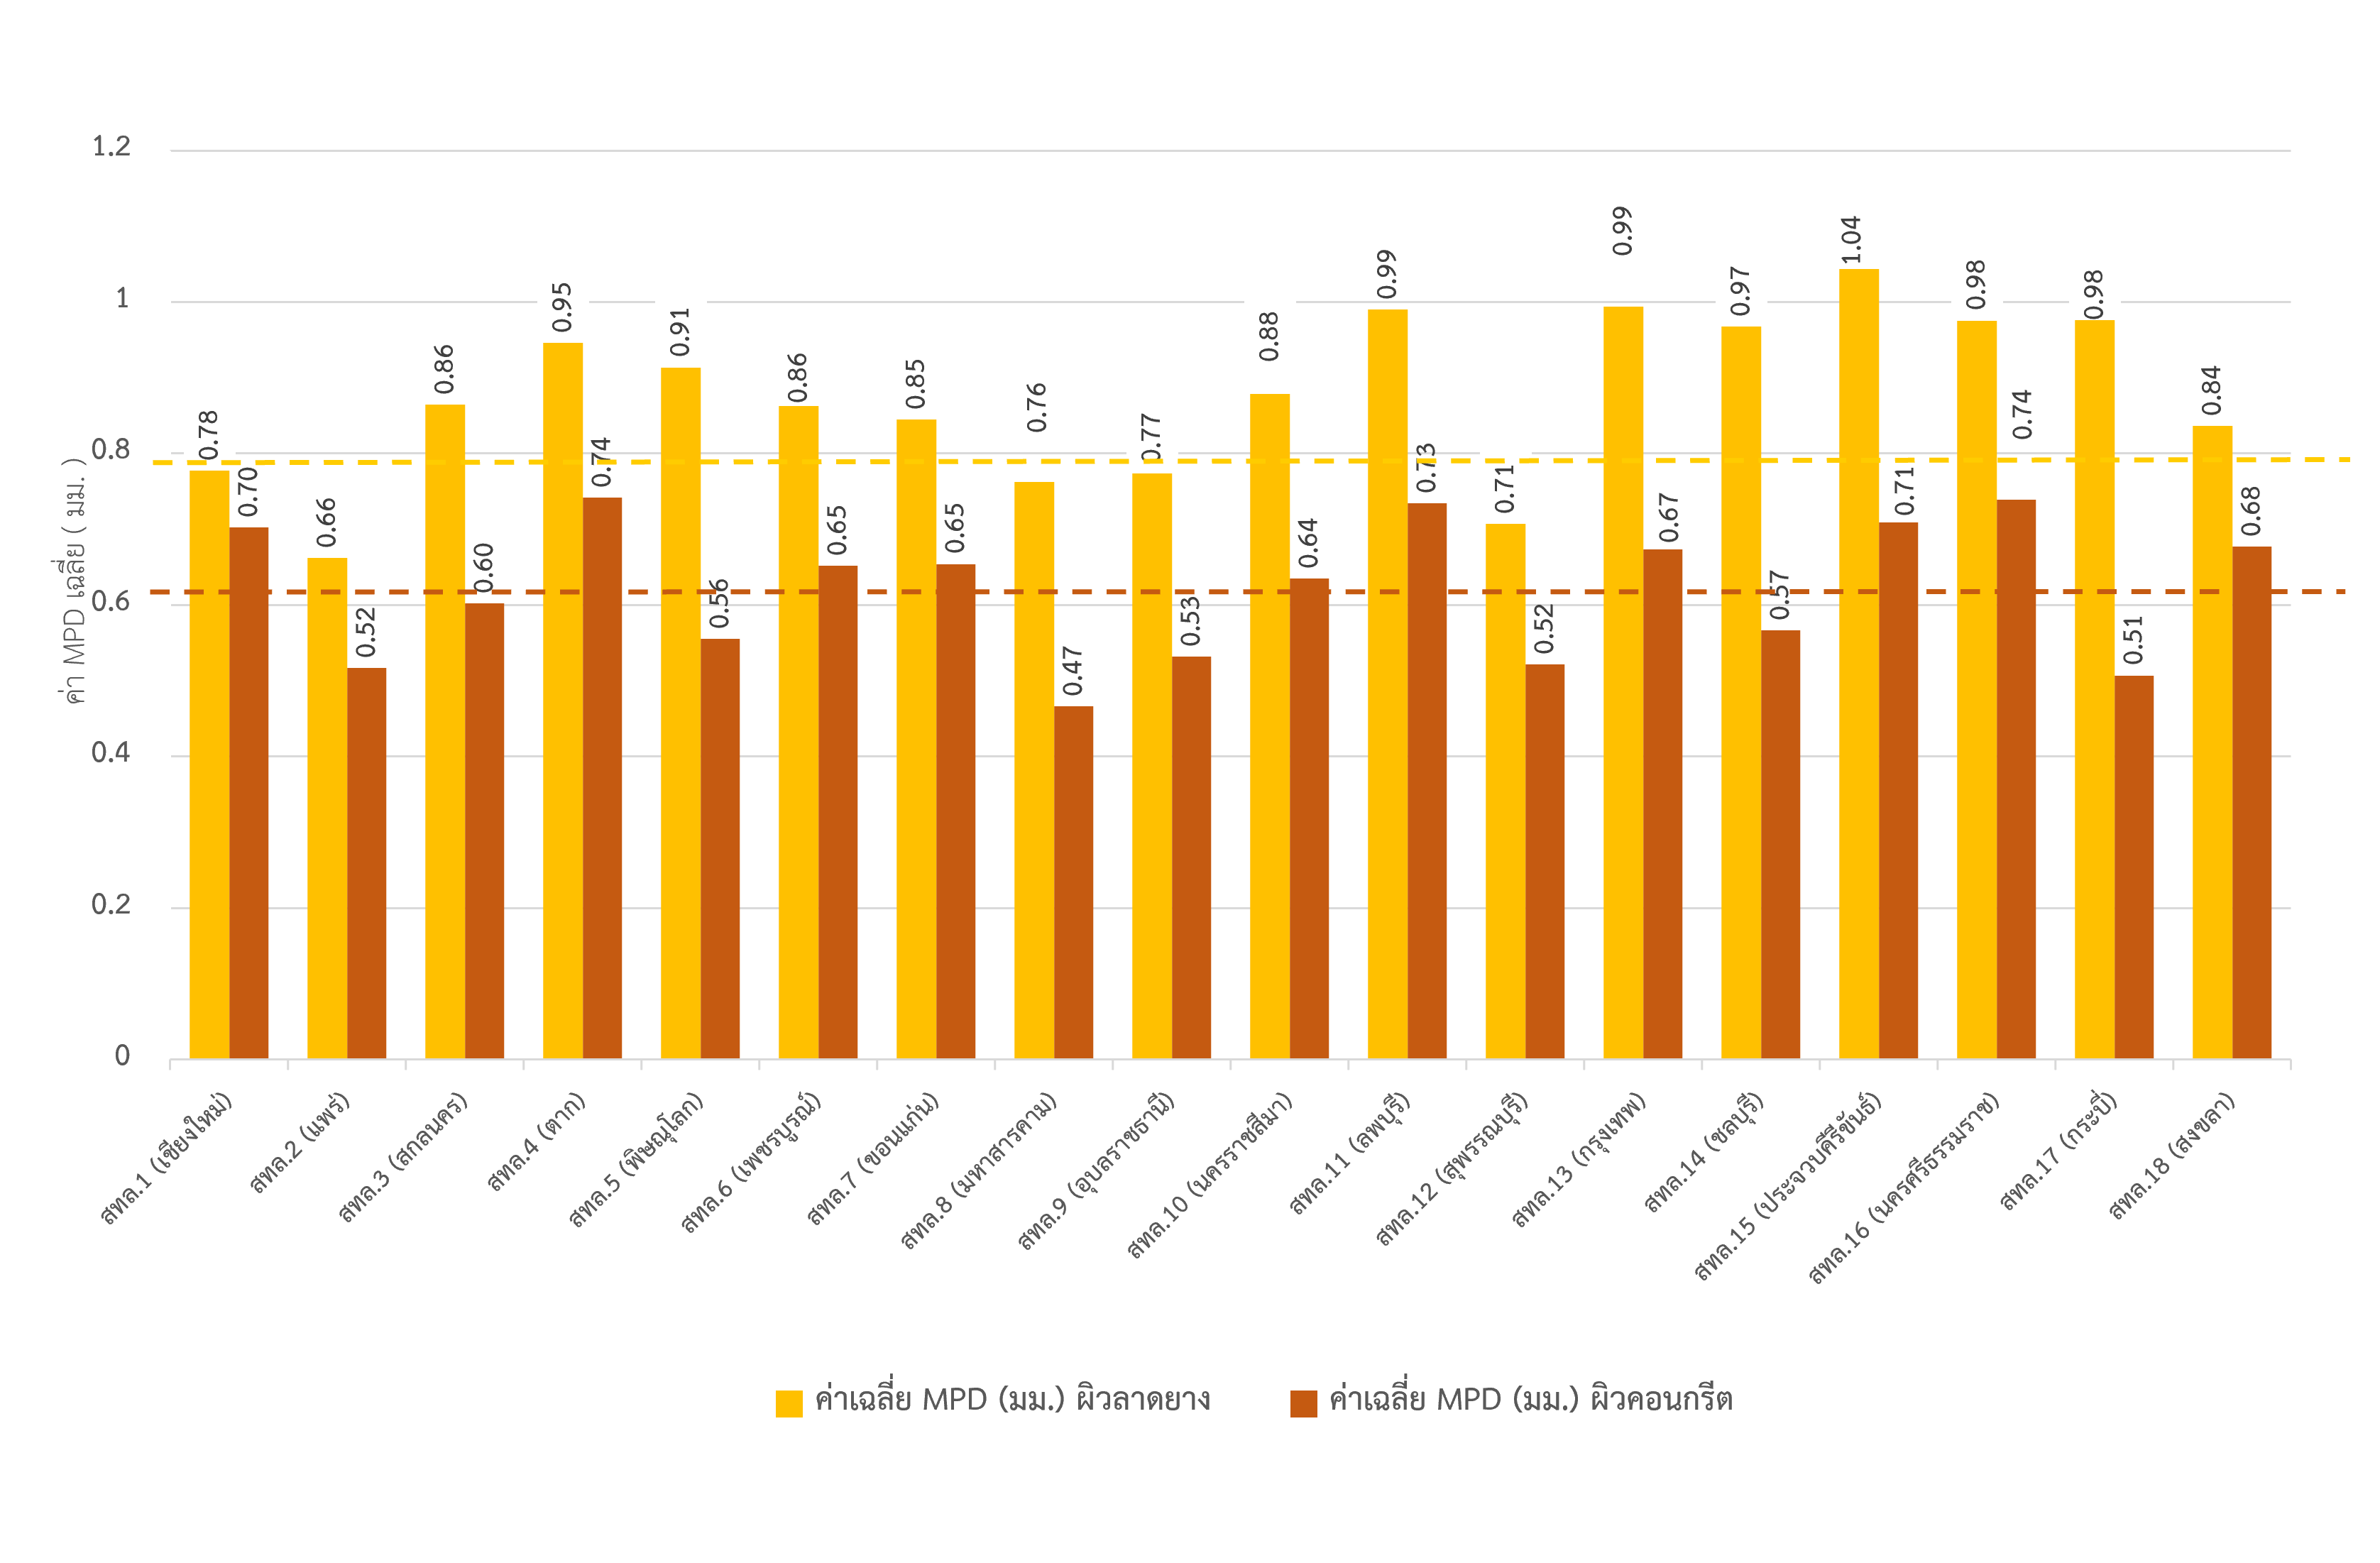 1.2
1
0.8
0.6
0.4
0.2
0
ค่า MPD เฉลี่ย ( มม. )
0.78
0.70
0.66
0.52
0.86
0.60
0.95
0.74
0.91
0.56
0.86
0.65
0.85
0.65
0.76
0.47
0.77
0.53
0.88
0.64
0.99
0.73
0.71
0.52
0.99
0.67
0.97
0.57
1.04
0.71
0.98
0.74
0.98
0.51
0.84
0.68
สทล.1 (เชียงใหม่)
สทล.2 (แพร่)
สทล.3 (สกลนคร)
สทล.4 (ตาก)
สทล.5 (พิษณุโลก)
สทล.6 (เพชรบูรณ์)
สทล.7 (ขอนแก่น)
สทล.8 (มหาสารคาม)
สทล.9 (อุบลราชธานี)
สทล.10 (นครราชสีมา)
สทล.11 (ลพบุรี)
สทล.12 (สุพรรณบุรี)
สทล.13 (กรุงเทพ)
สทล.14 (ชลบุรี)
สทล.15 (ประจวบคีรีขันธ์)
สทล.16 (นครศรีธรรมราช)
สทล.17 (กระบี่)
สทล.18 (สงขลา)
ค่าเฉลี่ย MPD (มม.) ผิวลาดยาง
ค่าเฉลี่ย MPD (มม.) ผิวคอนกรีต